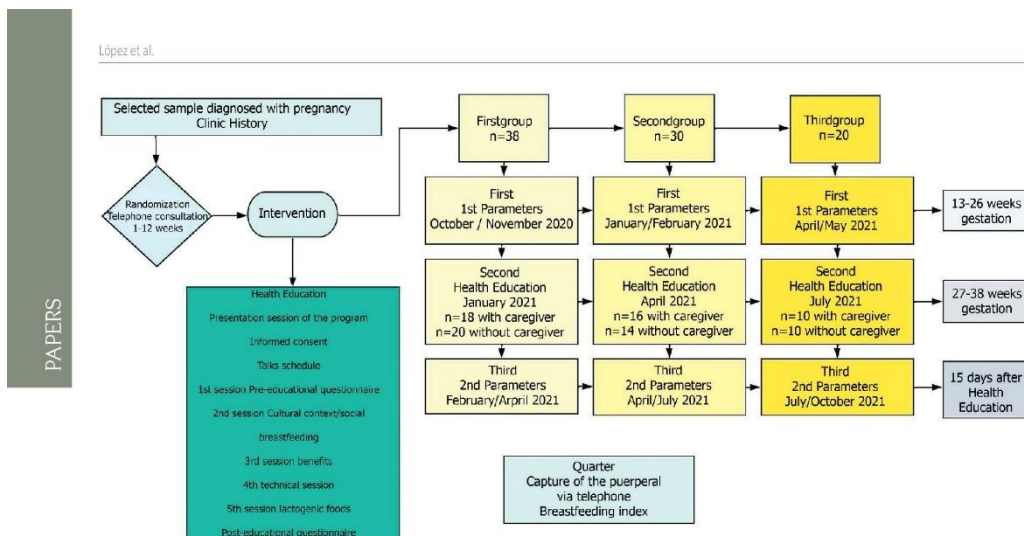 López et al.
PAPERS
Selected sample diagnosed with pregnancy
Clinic History
Randomization
Telephone consultation
1-12 weeks
Intervention
Health Education
Presentation session of the program
Informed consent
Talks schedule
1st session Pre-educational questionnaire
2nd session Cultural context/social
breastfeeding
3rd session benefits
4th technical session
5th session lactogenic foods
Post-educational questionnaire
Firstgroup
n=38
Secondgroup
n=30
Thirdgroup
n=20
First
1st Parameters
October / November 2020
First
1st Parameters
January/February 2021
First
1st Parameters
April/May 2021
13-26 weeks
gestation
Second
Health Education
January 2021
n=18 with caregiver
n=20 without caregiver
Second
Health Education
April 2021
n=16 with caregiver
n=14 without caregiver
Second
Health Education
July 2021
n=10 with caregiver
n=10 without caregiver
27-38 weeks
gestation
Third
2nd Parameters
February/Arpril 2021
Third
2nd Parameters
April/July 2021
Third
2nd Parameters
July/October 2021
15 days after
Health
Education
Quarter
Capture of the puerperal
via telephone
Breastfeeding index